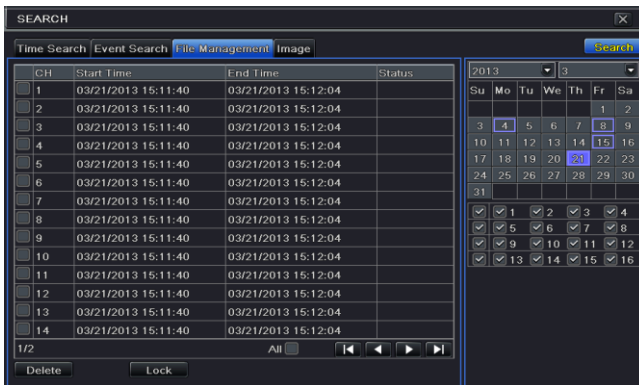 SEARCH
Time Search Event Search File Management Image
Search
CH Start Time End Time Status
1 03/21/2013 15:11:40 03/21/2013 15:12:04
2 03/21/2013 15:11:40 03/21/2013 15:12:04
3 03/21/2013 15:11:40 03/21/2013 15:12:04
4 03/21/2013 15:11:40 03/21/2013 15:12:04
5 03/21/2013 15:11:40 03/21/2013 15:12:04
6 03/21/2013 15:11:40 03/21/2013 15:12:04
7 03/21/2013 15:11:40 03/21/2013 15:12:04
8 03/21/2013 15:11:40 03/21/2013 15:12:04
9 03/21/2013 15:11:40 03/21/2013 15:12:04
10 03/21/2013 15:11:40 03/21/2013 15:12:04
11 03/21/2013 15:11:40 03/21/2013 15:12:04
12 03/21/2013 15:11:40 03/21/2013 15:12:04
13 03/21/2013 15:11:40 03/21/2013 15:12:04
14 03/21/2013 15:11:40 03/21/2013 15:12:04
1/2 All
Delete Lock
2013 3
Su Mo Tu We Th Fr Sa
1 2
3 4 5 6 7 8 9
10 11 12 13 14 15 16
17 18 19 20 21 22 23
24 25 26 27 28 29 30
31
1 2 3 4
5 6 7 8
9 10 11 12
13 14 15 16